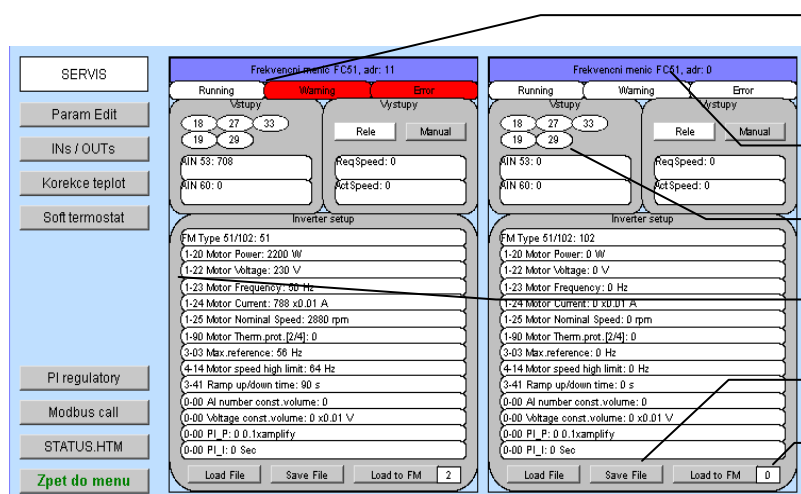 SERVIS
Param Edit
INs / OUTs
Korekce teplot
Soft termostat
PI regulatory
Modbus call
STATUS.HTM
Zpet do menu
Frekvencni menic FC51, adr: 11
Running Warning Error
Vstupy Vystupy
18 27 33
19 29
Rele Manual
AIN 53: 708
AIN 60: 0
ReqSpeed: 0
ActSpeed: 0
Inverter setup
FM Type 51/102: 51
1-20 Motor Power: 2200 W
1-22 Motor Voltage: 230 V
1-23 Motor Frequency: 50 Hz
1-24 Motor Current: 788 x0.01 A
1-25 Motor Nominal Speed: 2880 rpm
1-90 Motor Therm.prot.[2/4]: 0
3-03 Max.reference: 56 Hz
4-14 Motor speed high limit: 64 Hz
3-41 Ramp up/down time: 90 s
0-00 AI number const.volume: 0
0-00 Voltage const.volume: 0 x0.01 V
0-00 PI_P: 0 0.1xamplify
0-00 PI_I: 0 Sec
Load File Save File Load to FM 2
Frekvencni menic FC51, adr: 0
Running Warning Error
Vstupy Vystupy
18 27 33
19 29
Rele Manual
AIN 53: 0
AIN 60: 0
ReqSpeed: 0
ActSpeed: 0
Inverter setup
FM Type 51/102: 102
1-20 Motor Power: 0 W
1-22 Motor Voltage: 0 V
1-23 Motor Frequency: 0 Hz
1-24 Motor Current: 0 x0.01 A
1-25 Motor Nominal Speed: 0 rpm
1-90 Motor Therm.prot.[2/4]: 0
3-03 Max.reference: 0 Hz
4-14 Motor speed high limit: 0 Hz
3-41 Ramp up/down time: 0 s
0-00 AI number const.volume: 0
0-00 Voltage const.volume: 0 x0.01 V
0-00 PI_P: 0 0.1xamplify
0-00 PI_I: 0 Sec
Load File Save File Load to FM 0